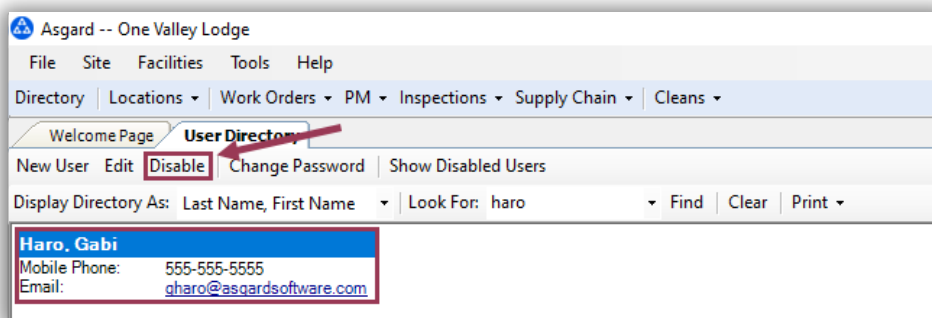 Asgard -- One Valley Lodge
File Site Facilities Tools Help
Directory Locations Work Orders PM Inspections Supply Chain Cleans
Welcome Page User Directory
New User Edit Disable Change Password Show Disabled Users
Display Directory As: Last Name, First Name Look For: haro Find Clear Print
Haro, Gabi
Mobile Phone: 555-555-5555
Email: gharo@asgardsoftware.com